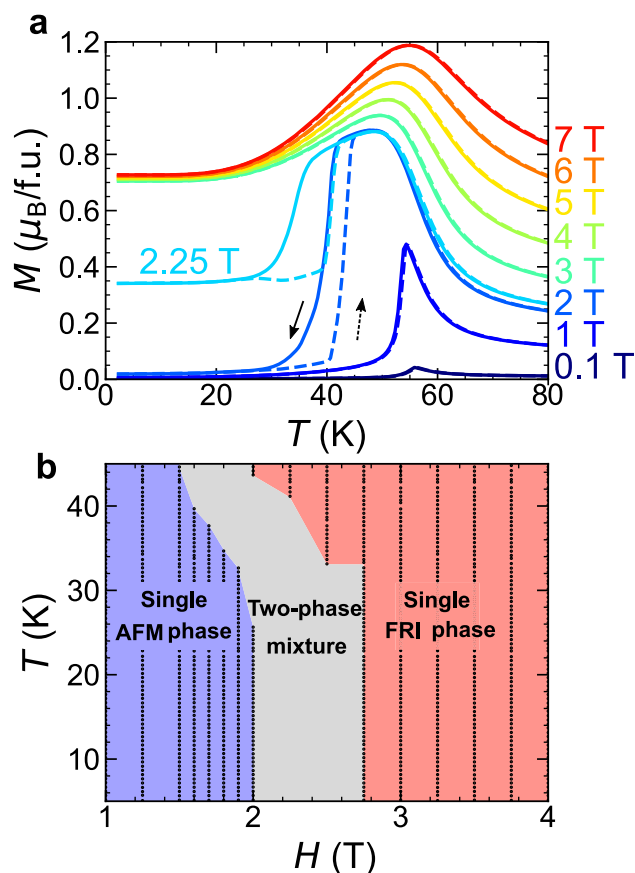 a
1.2
1.0
0.8
0.6
0.4
0.2
0.0
M (μB/f.u.)
2.25 T
7 T
6 T
5 T
4 T
3 T
2 T
1 T
0.1 T
0 20 40 60 80
T (K)
b
40
30
20
10
T (K)
Single
AFM phase
Two-phase
mixture
Single
FRI phase
1 2 3 4
H (T)